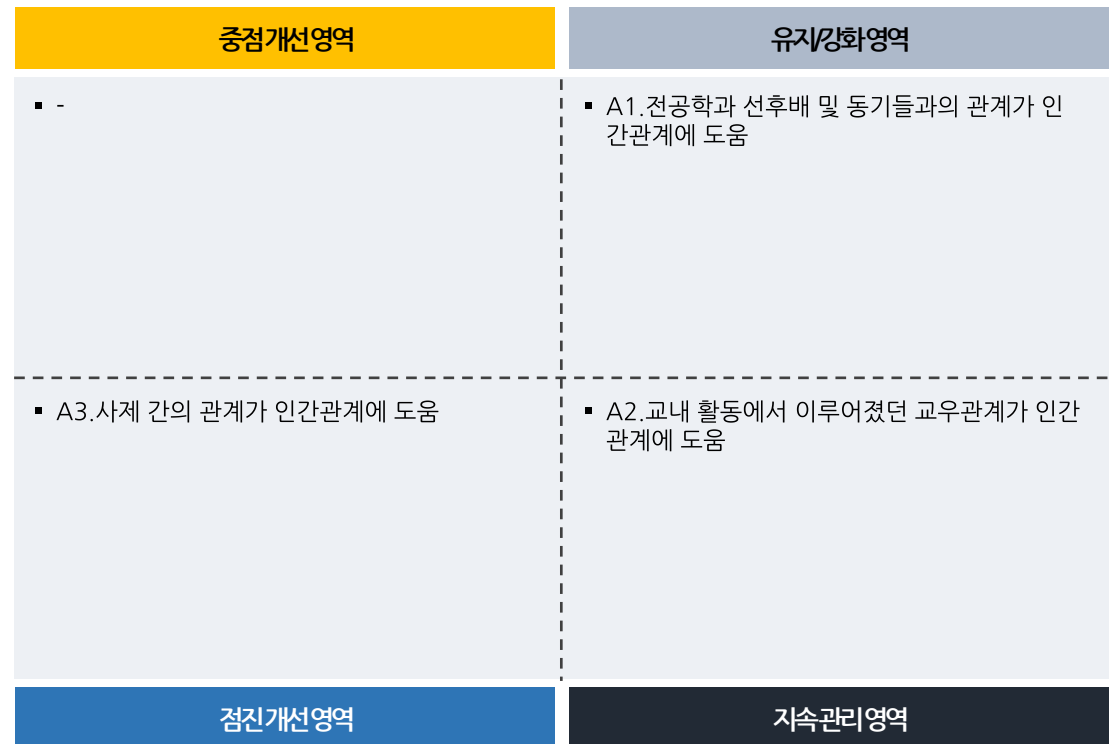 중점개선영역
유지/강화영역
▪ -
▪ A1.전공학과 선후배 및 동기들과의 관계가 인
간관계에 도움
▪ A3.사제 간의 관계가 인간관계에 도움
▪ A2.교내 활동에서 이루어졌던 교우관계가 인간
관계에 도움
점진개선영역
지속관리영역